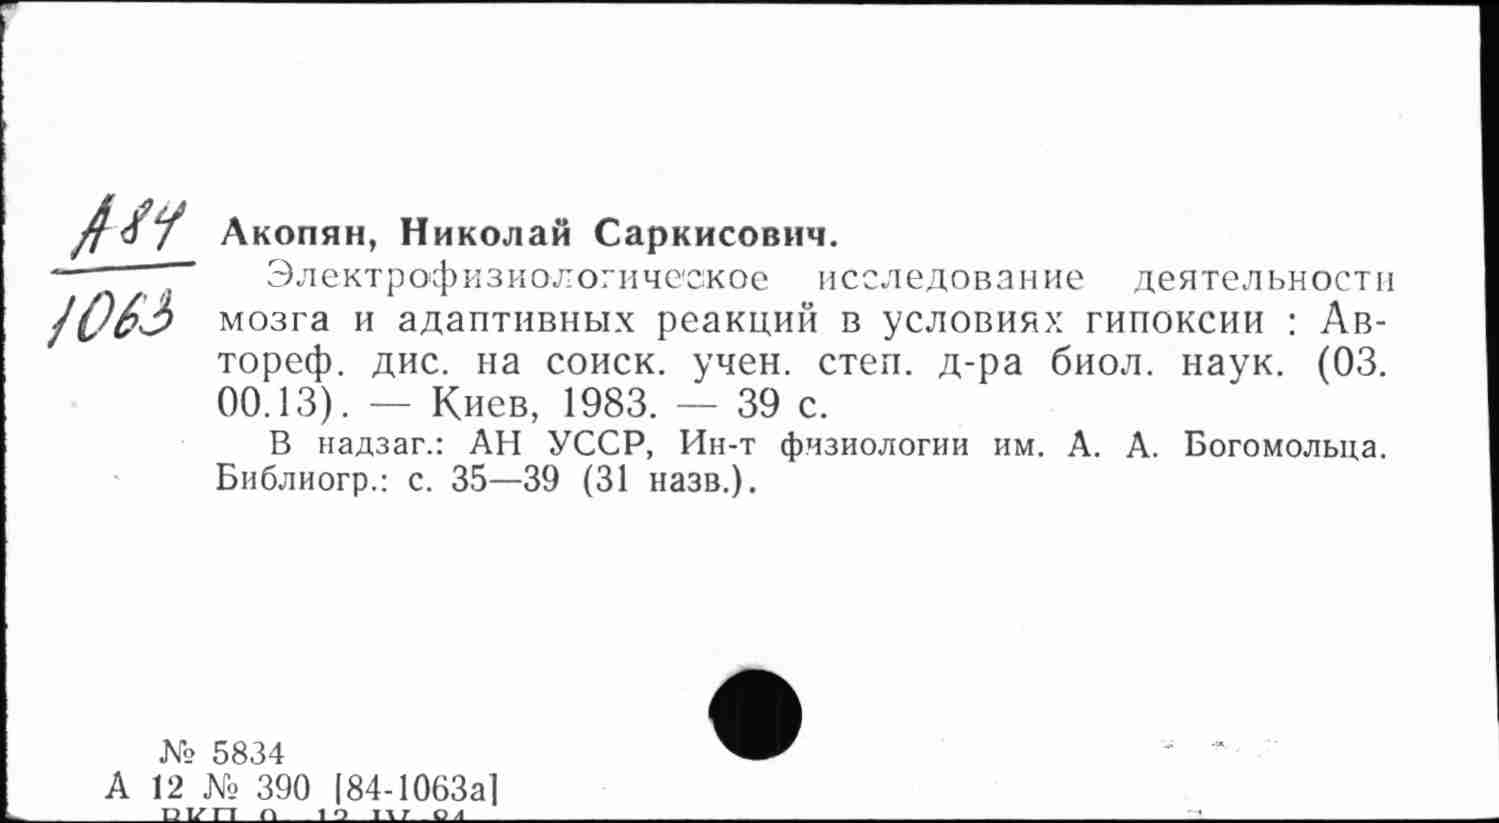 А84
1063
Акопян, Николай Саркисович.
Электрофизиологическое исследование деятельности
мозга и адаптивных реакций в условиях гипоксии : Ав-
тореф. дис. на соиск. учен. степ. д-ра биол. наук. (03.
00.13). — Киев, 1983. — 39 с.
В надзаг.: АН УССР, Ин-т физиологии им. А. А. Богомольца.
Библиогр.: с. 35—39 (31 назв.).
№ 5834
А 12 № 390 [84-1063а]